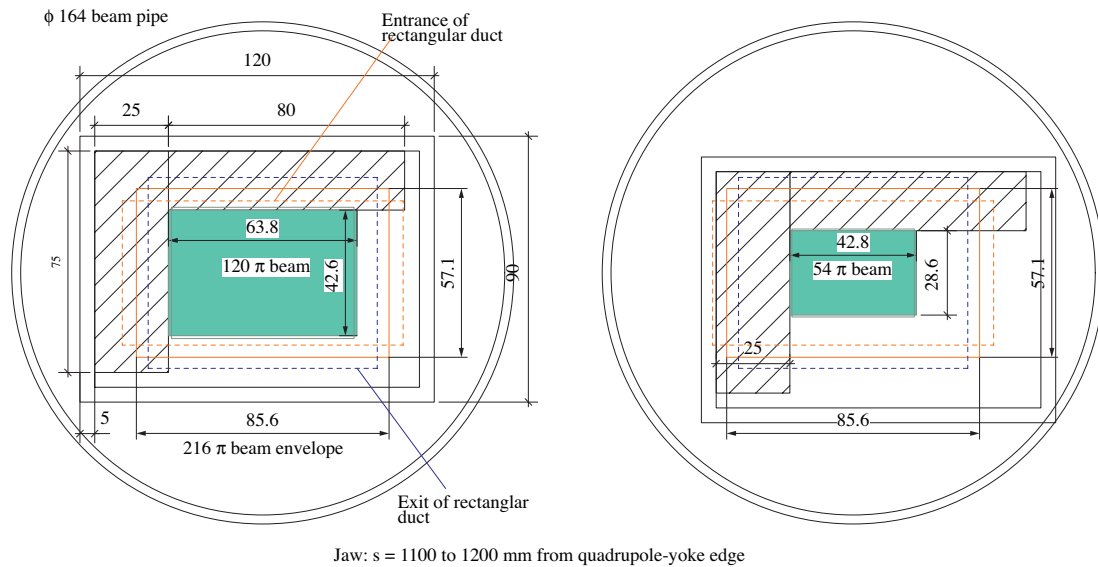 ϕ 164 beam pipe
Entrance of
rectangular duct
120
25
80
75
63.8
120 π beam
42.6
57.1
90
5
85.6
216 π beam envelope
Exit of rectanglar
duct
42.8
54 π beam
28.6
57.1
25
85.6
Jaw: s = 1100 to 1200 mm from quadrupole-yoke edge